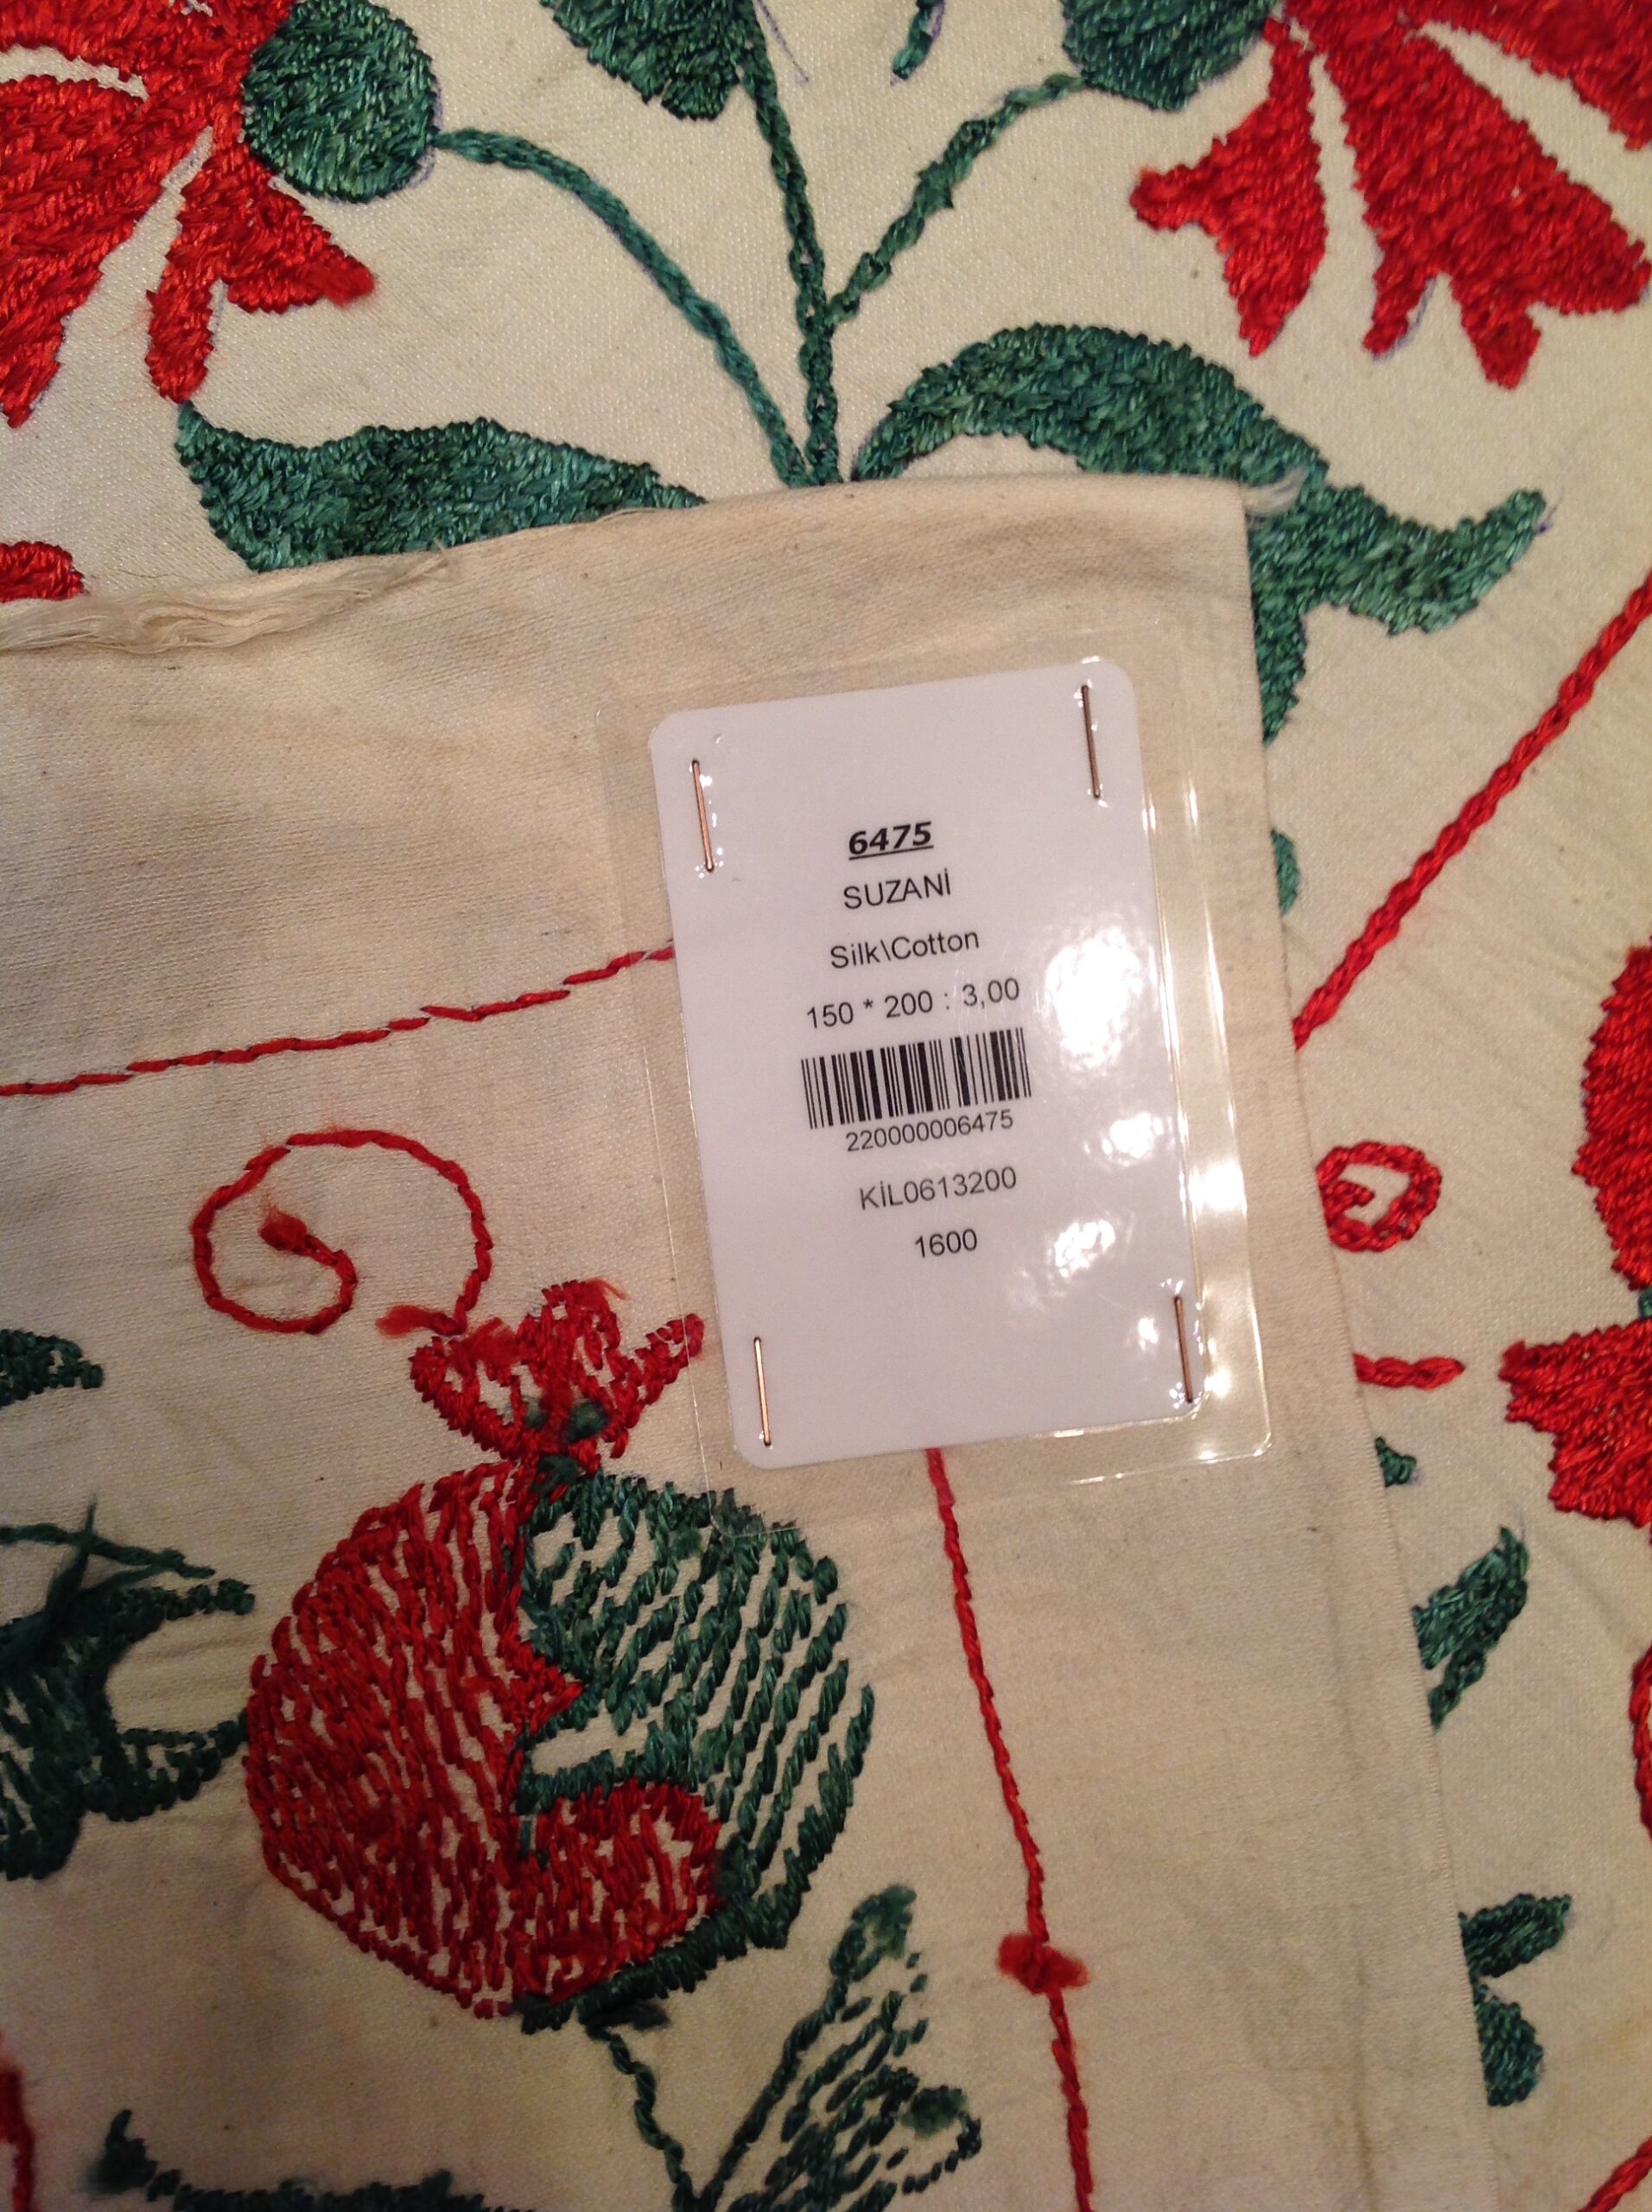 6475
SUZANİ
Silk\Cotton
150 * 200 : 3,00
220000006475
KİL0613200
1600